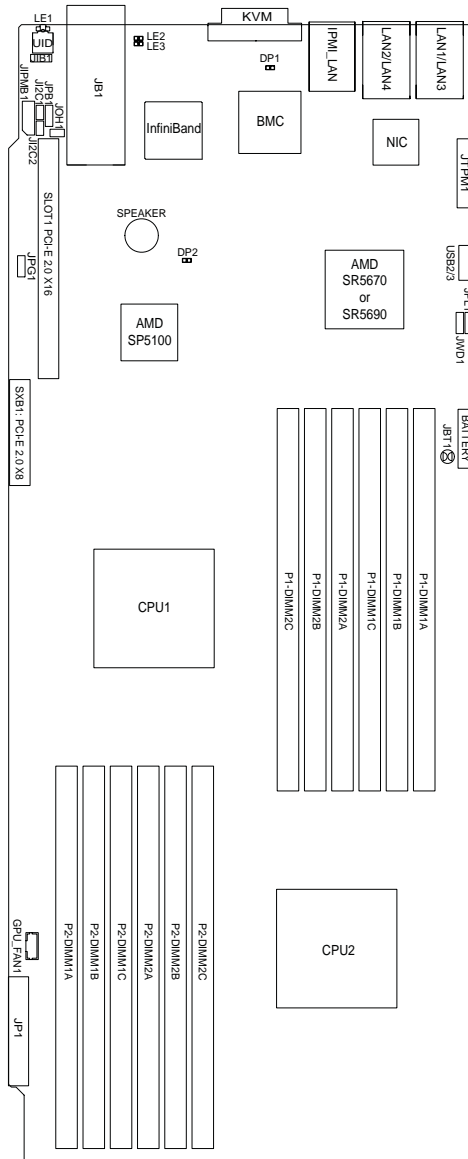 LE1
UID
JIB1
LE2
LE3
JB1
KVM
DP1
IPMI_LAN
LAN2/LAN4
LAN1/LAN3
JIPMB1
JI2C1
JPB1
JOH1
JI2C2
InfiniBand
BMC
NIC
JTPM1
SLOT1 PCI-E 2.0 X16
SPEAKER
DP2
JPG1
USB2/3
AMD
SR5670
or
SR5690
AMD
SP5100
JWD1
SXB1: PCI-E 2.0 X8
BATTERY
JBT1
CPU1
P1-DIMM2C
P1-DIMM2B
P1-DIMM2A
P1-DIMM1C
P1-DIMM1B
P1-DIMM1A
P2-DIMM1A
P2-DIMM1B
P2-DIMM1C
P2-DIMM2A
P2-DIMM2B
P2-DIMM2C
CPU2
GPU_FAN1
JP1